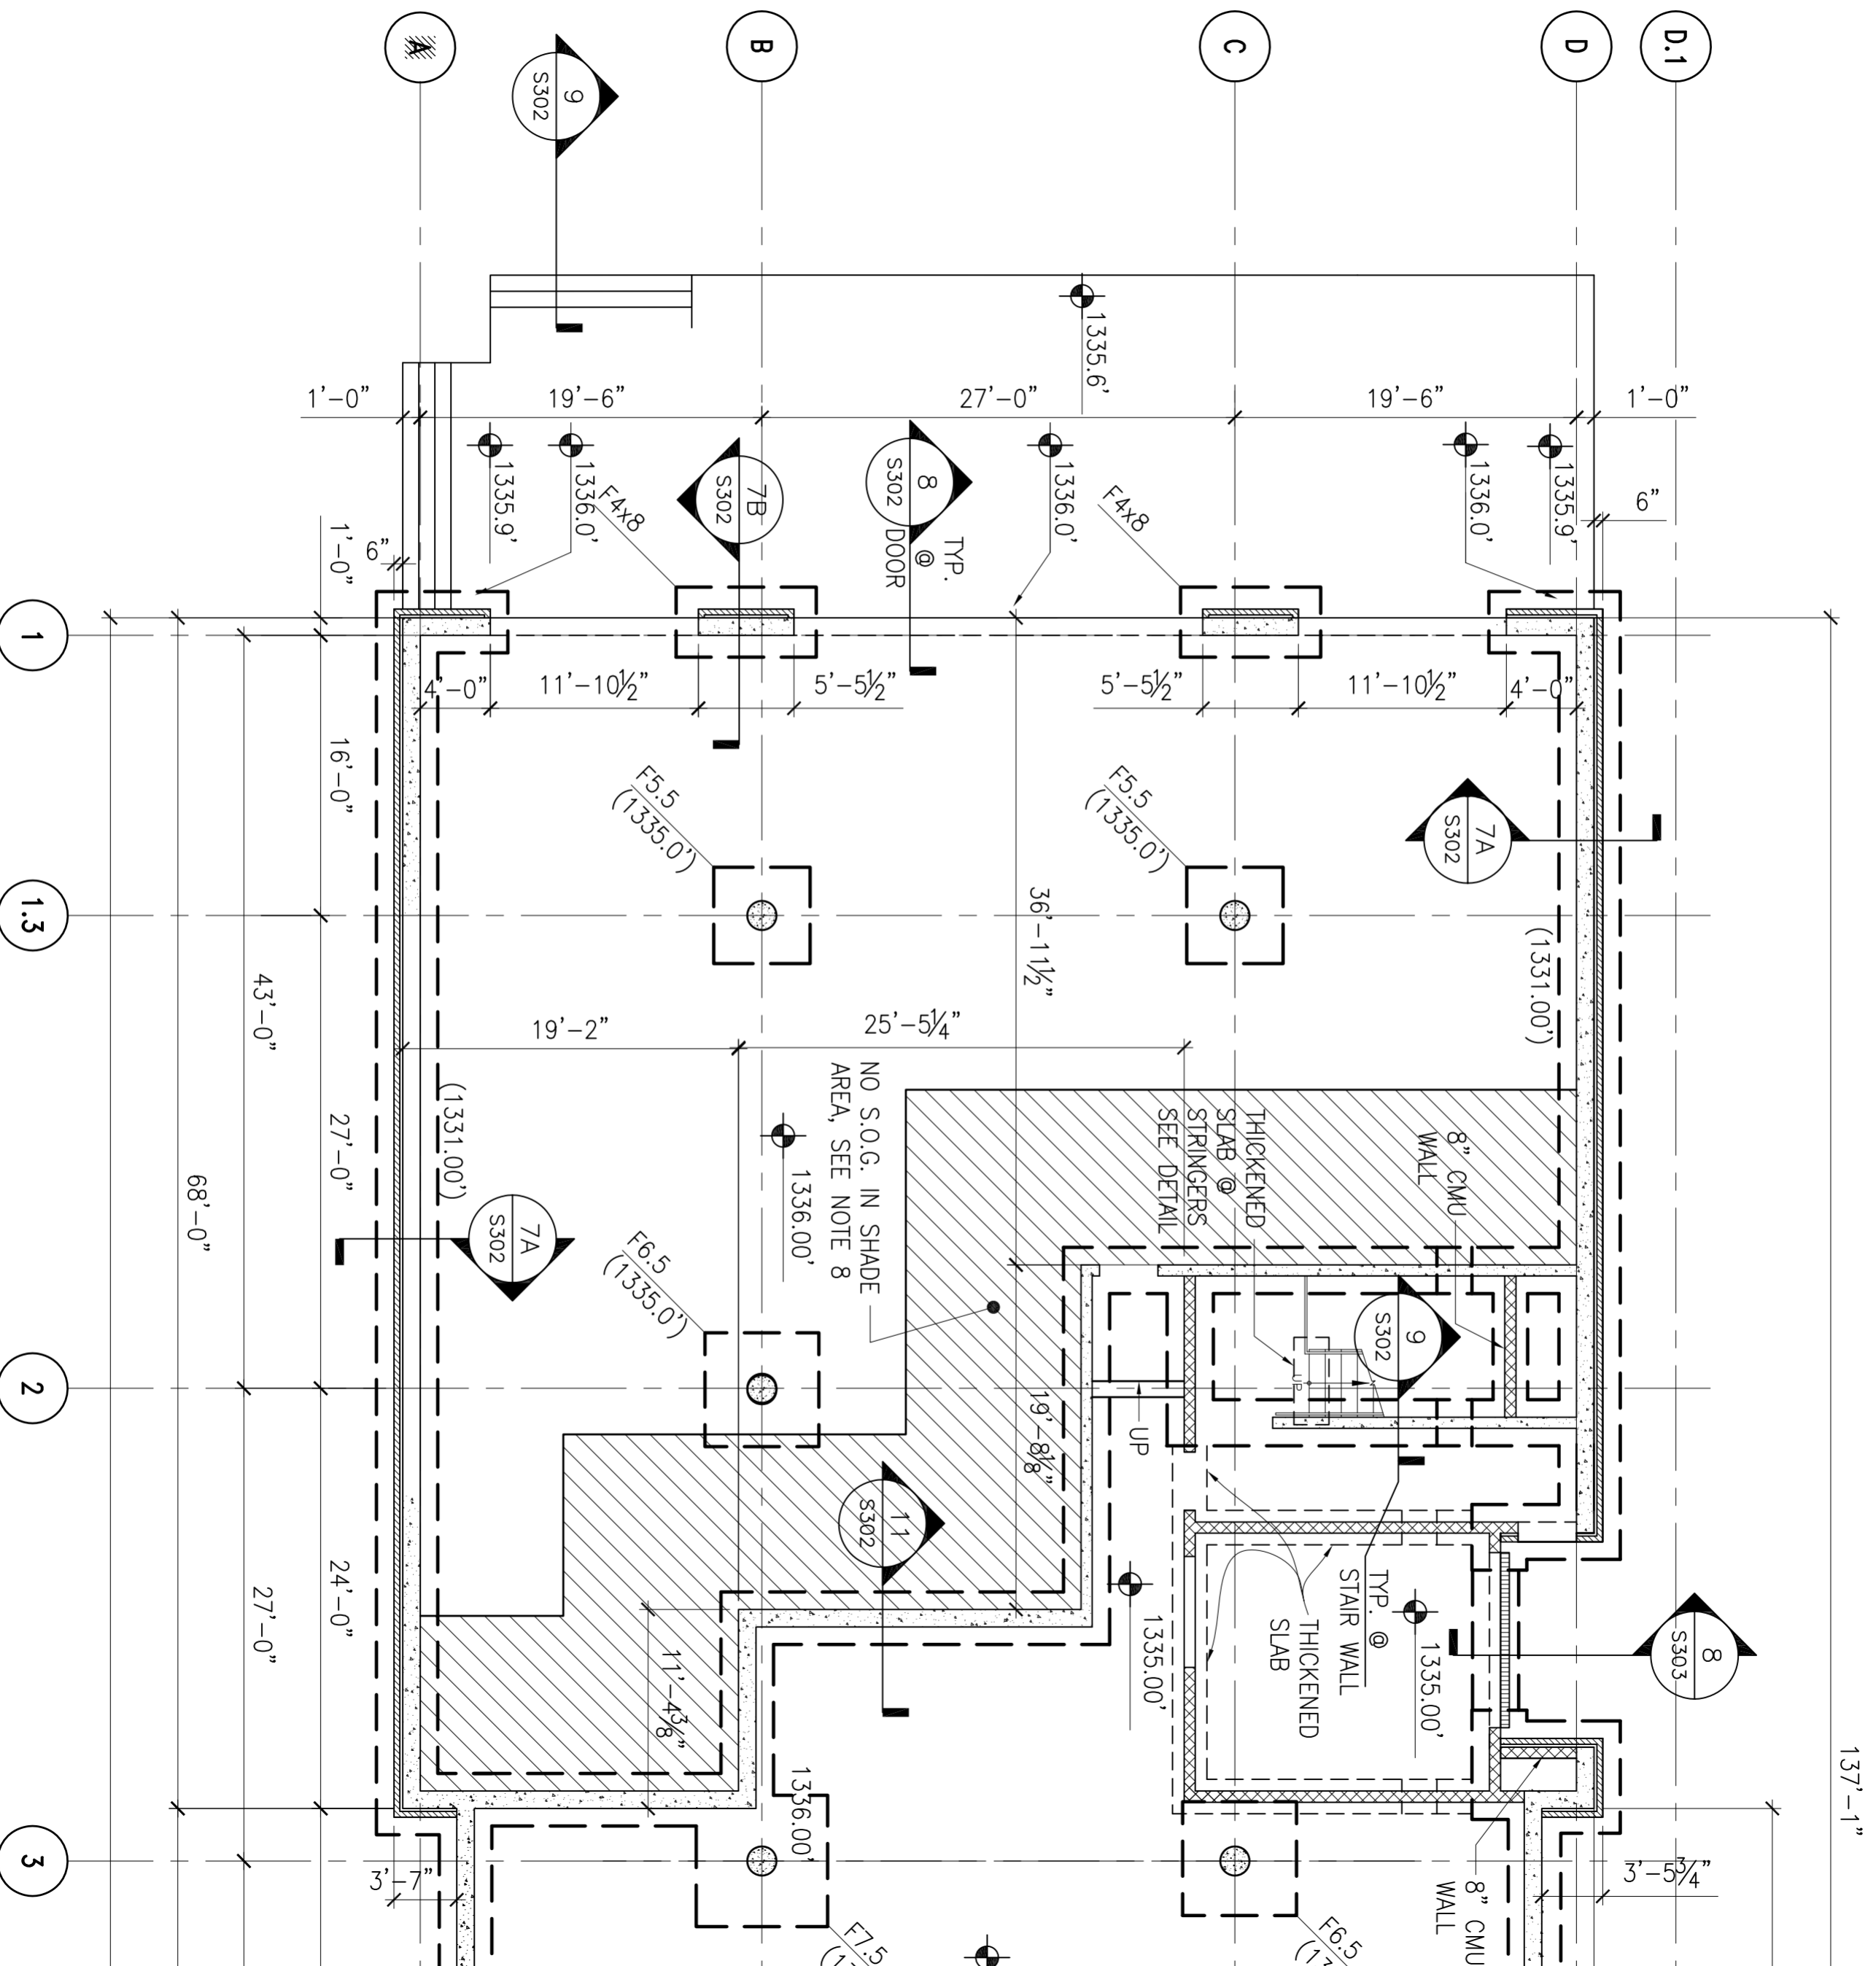 A
B
C
D
D.1
9
S302
1335.6'
1'-0"
19'-6"
27'-0"
19'-6"
1'-0"
1335.9'
1336.0'
F4x8
7B
S302
8
S302
TYP.
@
DOOR
1336.0'
F4x8
1336.0'
1335.9'
6"
1'-0"
6"
1
4'-0"
11'-10½"
5'-5½"
5'-5½"
11'-10½"
4'-0"
16'-0"
F5.5
(1335.0')
F5.5
(1335.0')
7A
S302
1.3
36'-11½"
(1331.00')
43'-0"
19'-2"
25'-5¼"
NO S.O.G. IN SHADE
AREA, SEE NOTE 8
THICKENED
SLAB @
STRINGERS
SEE DETAIL
8" CMU
WALL
(1331.00')
27'-0"
1336.00'
68'-0"
7A
S302
F6.5
(1335.0')
9
S302
UP
2
19'-8⅛"
UP
11
S302
24'-0"
27'-0"
TYP. @
STAIR WALL
THICKENED
SLAB
1335.00'
1335.00'
8
S303
11'-4⅜"
1336.00'
137'-1"
3
3'-7"
3'-5¾"
8" CMU
WALL
F7.5
F6.5